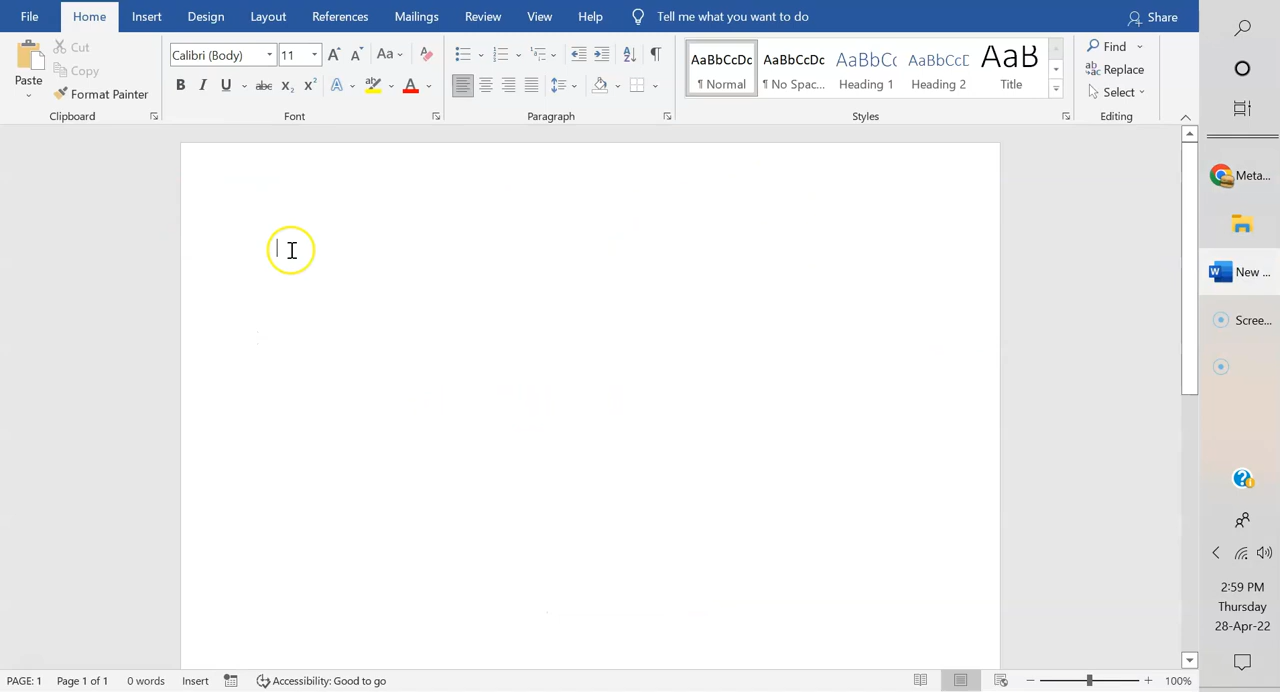 File Home Insert Design Layout References Mailings Review View Help Tell me what you want to do Share
Paste
Cut
Copy
Format Painter
Clipboard
Calibri (Body) 11
Font
Paragraph
AaBbCcDc AaBbCcDc AaBbCc AaBbCcD AaB
¶ Normal ¶ No Spac... Heading 1 Heading 2 Title
Styles
Find
Replace
Select
Editing
Meta...
New ...
Scree...
2:59 PM
Thursday
28-Apr-22
PAGE: 1 Page 1 of 1 0 words Insert Accessibility: Good to go 100%